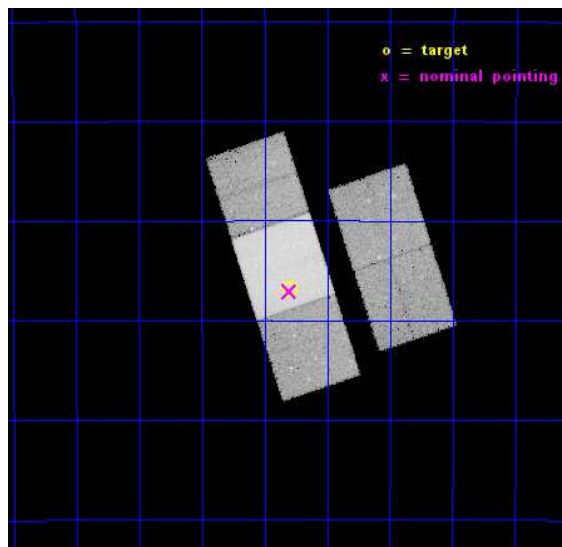 o = target
x = nominal pointing